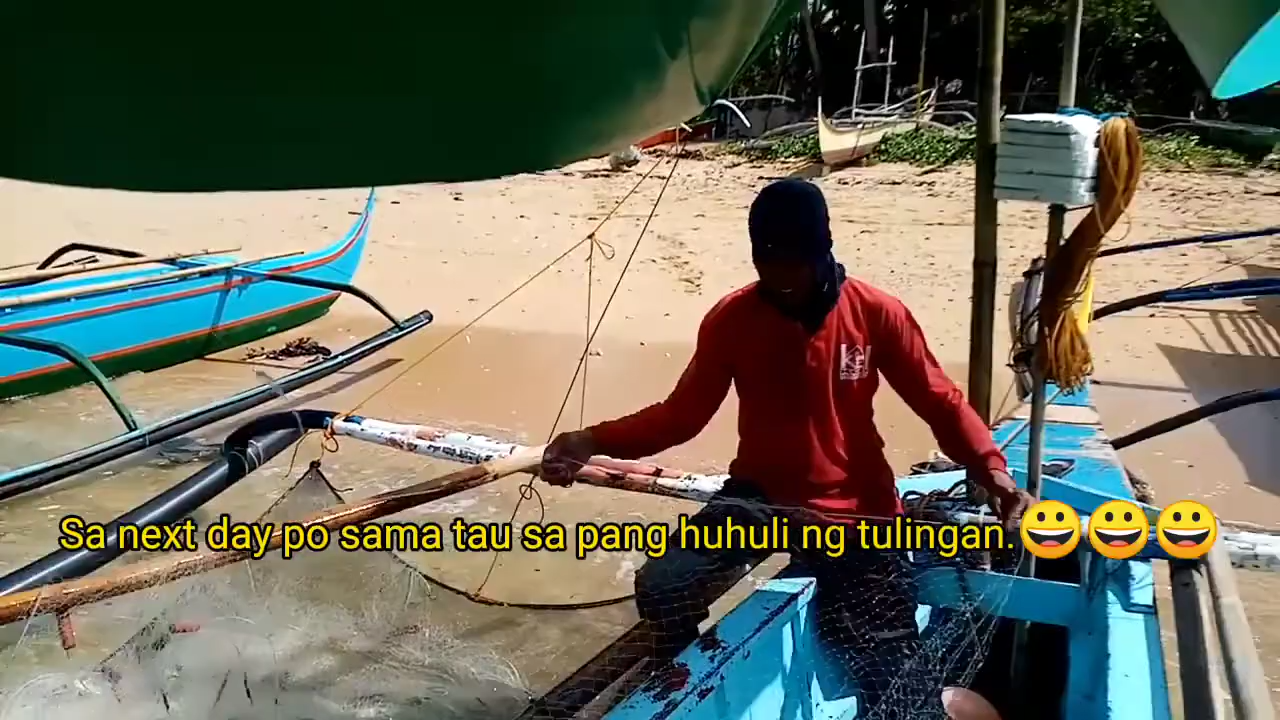 Sa next day po sama tau sa pang huhuli ng tulingan.😀😀😀